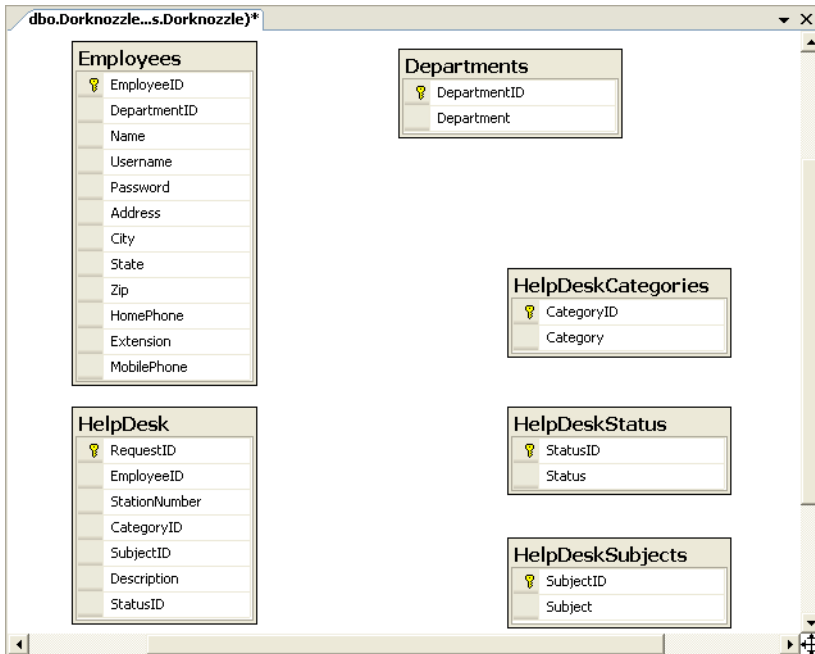 dbo.Dorknozzle...s.Dorknozzle)*
Employees
EmployeeID
DepartmentID
Name
Username
Password
Address
City
State
Zip
HomePhone
Extension
MobilePhone
Departments
DepartmentID
Department
HelpDeskCategories
CategoryID
Category
HelpDesk
RequestID
EmployeeID
StationNumber
CategoryID
SubjectID
Description
StatusID
HelpDeskStatus
StatusID
Status
HelpDeskSubjects
SubjectID
Subject